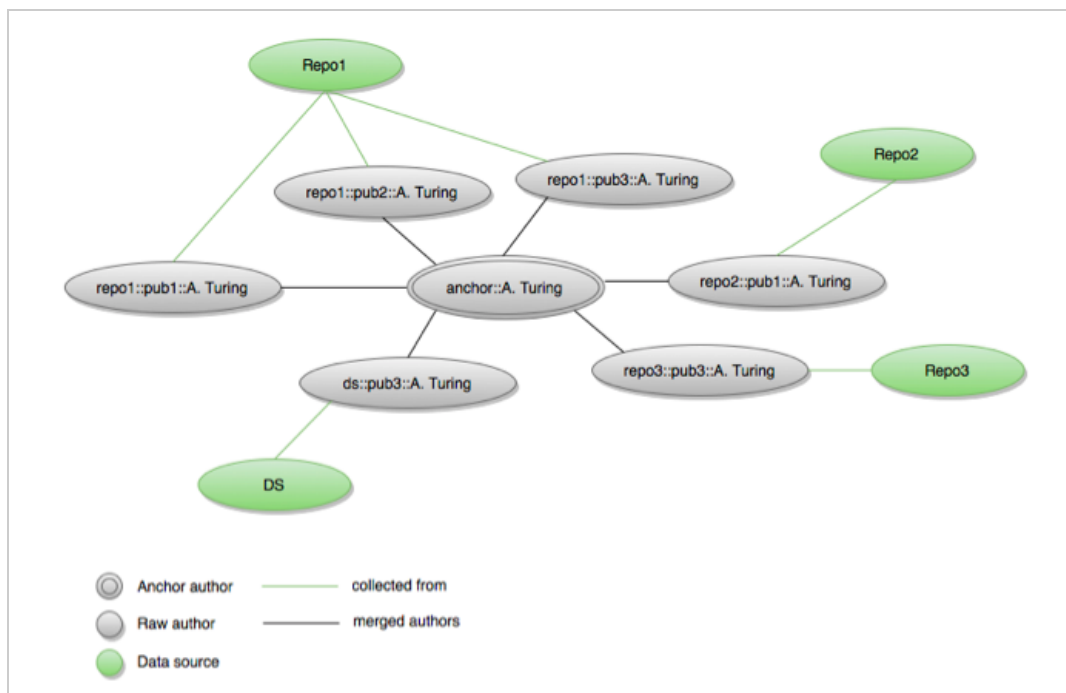 Repo1
Repo2
repo1::pub2::A. Turing
repo1::pub3::A. Turing
repo1::pub1::A. Turing
anchor::A. Turing
repo2::pub1::A. Turing
ds::pub3::A. Turing
repo3::pub3::A. Turing
Repo3
DS
Anchor author
collected from
Raw author
merged authors
Data source